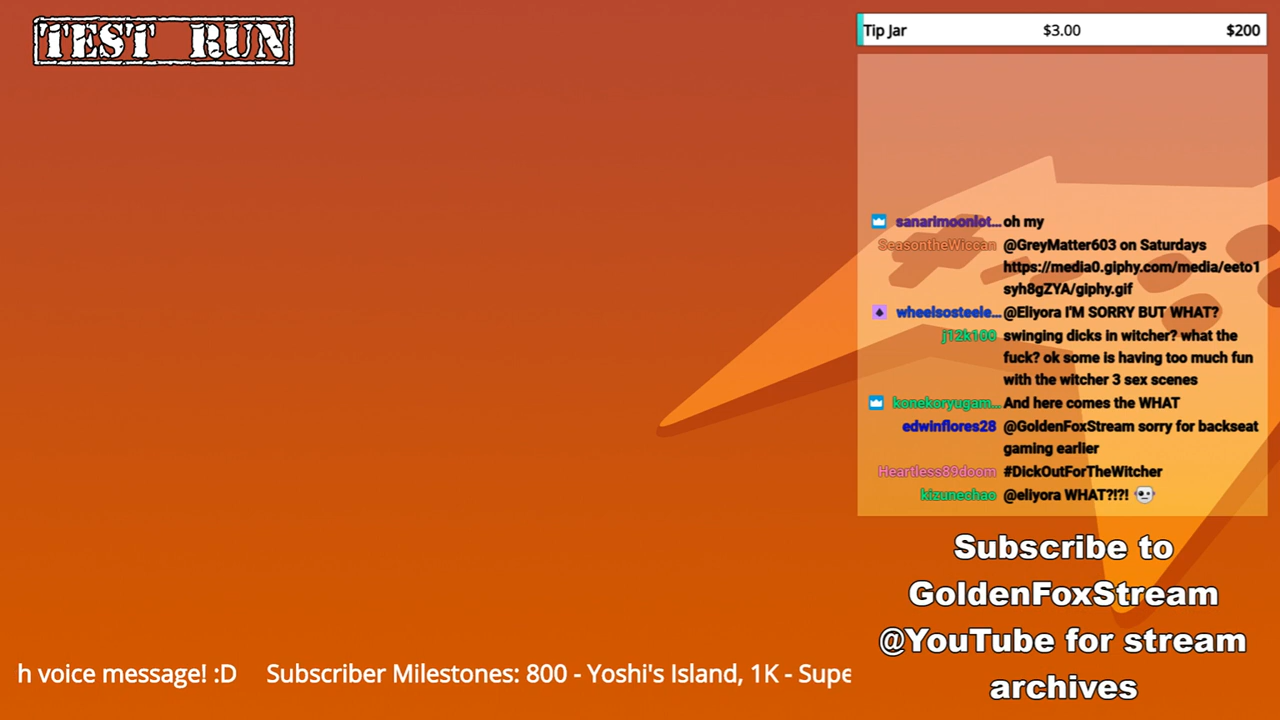 TEST RUN
Tip Jar $3.00 $200
sanarimoonlot... oh my
SeasontheWiccan @GreyMatter603 on Saturdays
https://media0.giphy.com/media/eeto1
syh8gZYA/giphy.gif
wheelsosteele... @Eliyora I'M SORRY BUT WHAT?
j12k100 swinging dicks in witcher? what the
fuck? ok some is having too much fun
with the witcher 3 sex scenes
konekoryugam... And here comes the WHAT
edwinflores28 @GoldenFoxStream sorry for backseat
gaming earlier
Heartless89doom #DickOutForTheWitcher
kizunechao @eliyora WHAT?!?!
Subscribe to
GoldenFoxStream
@YouTube for stream
archives
h voice message! :D Subscriber Milestones: 800 - Yoshi's Island, 1K - Supe